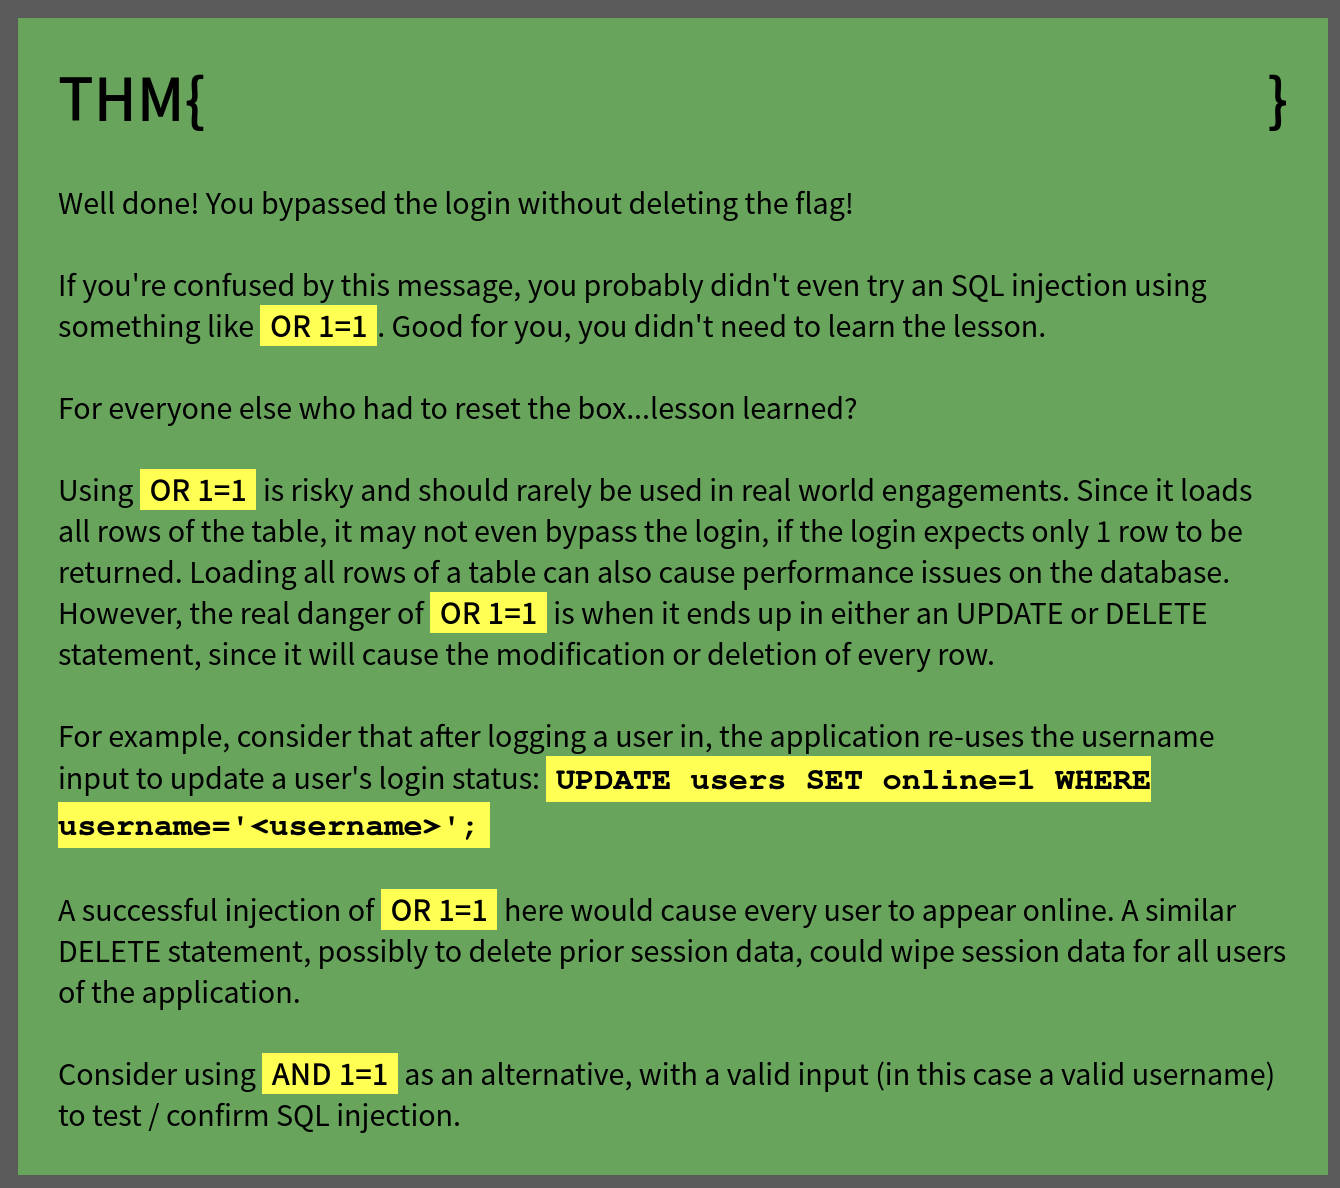 THM{ }
Well done! You bypassed the login without deleting the flag!
If you're confused by this message, you probably didn't even try an SQL injection using
something like OR 1=1 . Good for you, you didn't need to learn the lesson.
For everyone else who had to reset the box...lesson learned?
Using OR 1=1 is risky and should rarely be used in real world engagements. Since it loads
all rows of the table, it may not even bypass the login, if the login expects only 1 row to be
returned. Loading all rows of a table can also cause performance issues on the database.
However, the real danger of OR 1=1 is when it ends up in either an UPDATE or DELETE
statement, since it will cause the modification or deletion of every row.
For example, consider that after logging a user in, the application re-uses the username
input to update a user's login status: UPDATE users SET online=1 WHERE
username='<username>';
A successful injection of OR 1=1 here would cause every user to appear online. A similar
DELETE statement, possibly to delete prior session data, could wipe session data for all users
of the application.
Consider using AND 1=1 as an alternative, with a valid input (in this case a valid username)
to test / confirm SQL injection.